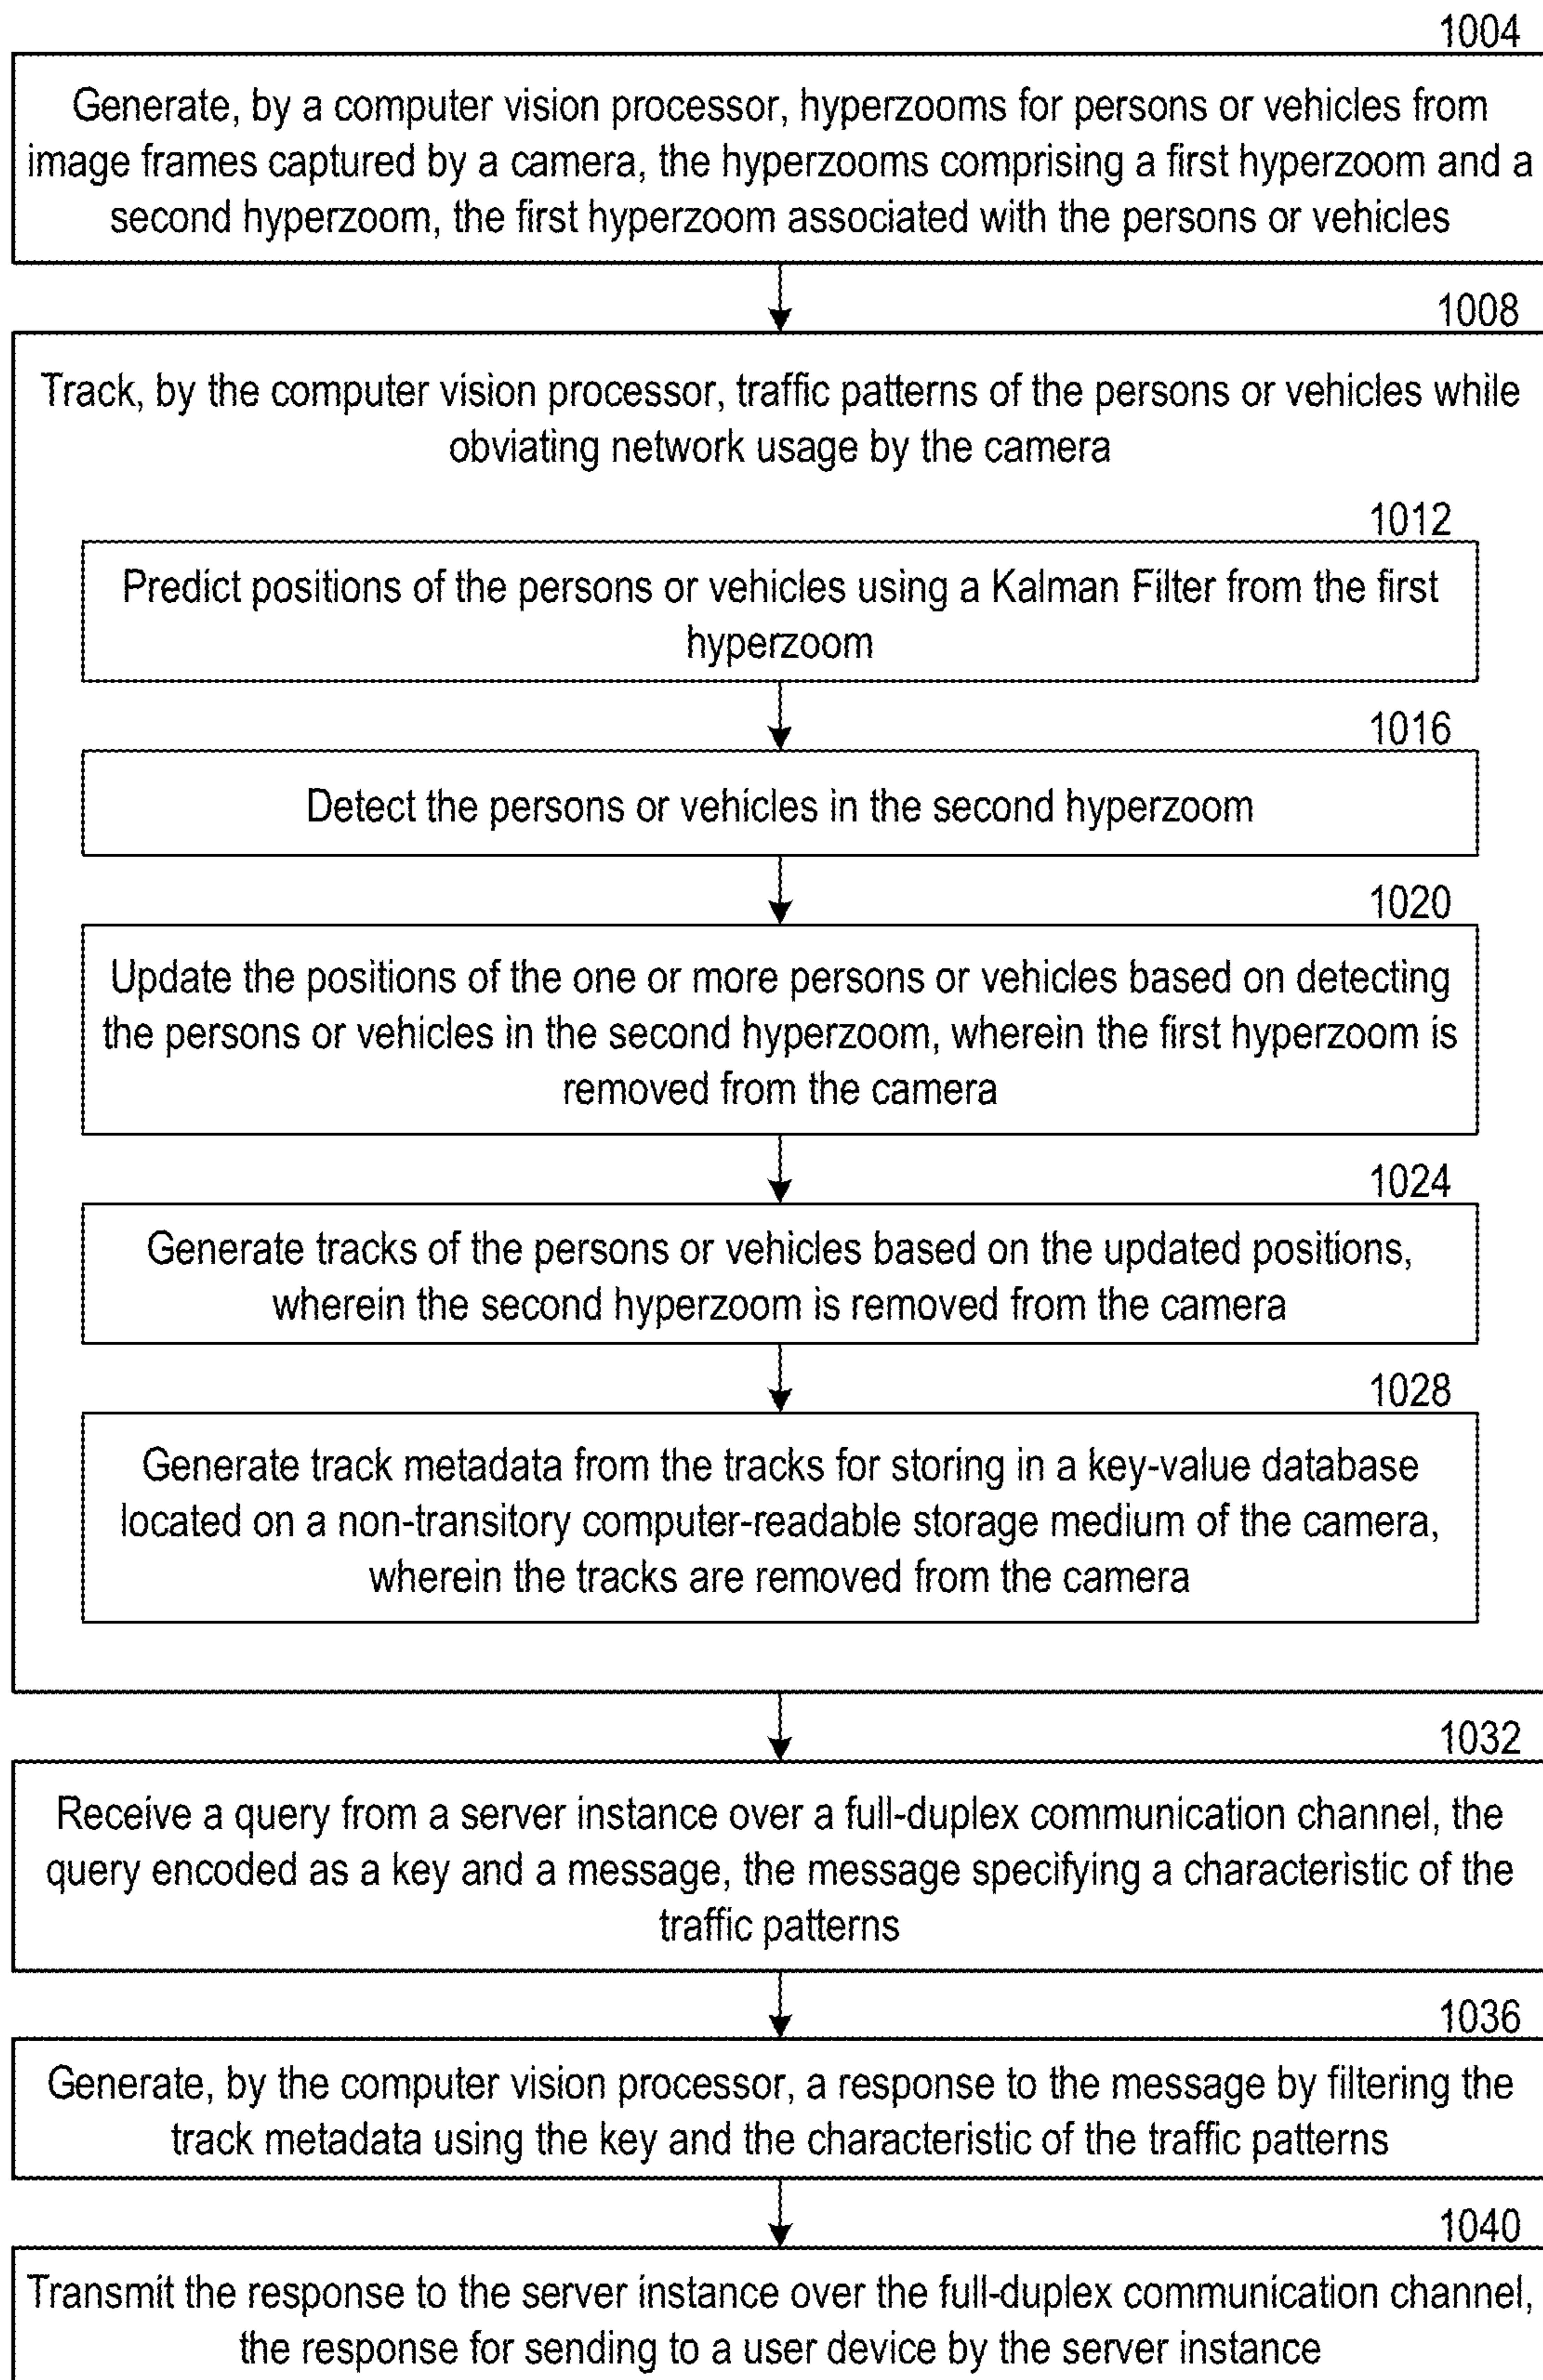 1004
Generate, by a computer vision processor, hyperzooms for persons or vehicles from
image frames captured by a camera, the hyperzooms comprising a first hyperzoom and a
second hyperzoom, the first hyperzoom associated with the persons or vehicles
1008
Track, by the computer vision processor, traffic patterns of the persons or vehicles while
obviating network usage by the camera
1012
Predict positions of the persons or vehicles using a Kalman Filter from the first
hyperzoom
1016
Detect the persons or vehicles in the second hyperzoom
1020
Update the positions of the one or more persons or vehicles based on detecting
the persons or vehicles in the second hyperzoom, wherein the first hyperzoom is
removed from the camera
1024
Generate tracks of the persons or vehicles based on the updated positions,
wherein the second hyperzoom is removed from the camera
1028
Generate track metadata from the tracks for storing in a key-value database
located on a non-transitory computer-readable storage medium of the camera,
wherein the tracks are removed from the camera
1032
Receive a query from a server instance over a full-duplex communication channel, the
query encoded as a key and a message, the message specifying a characteristic of the
traffic patterns
1036
Generate, by the computer vision processor, a response to the message by filtering the
track metadata using the key and the characteristic of the traffic patterns
1040
Transmit the response to the server instance over the full-duplex communication channel,
the response for sending to a user device by the server instance